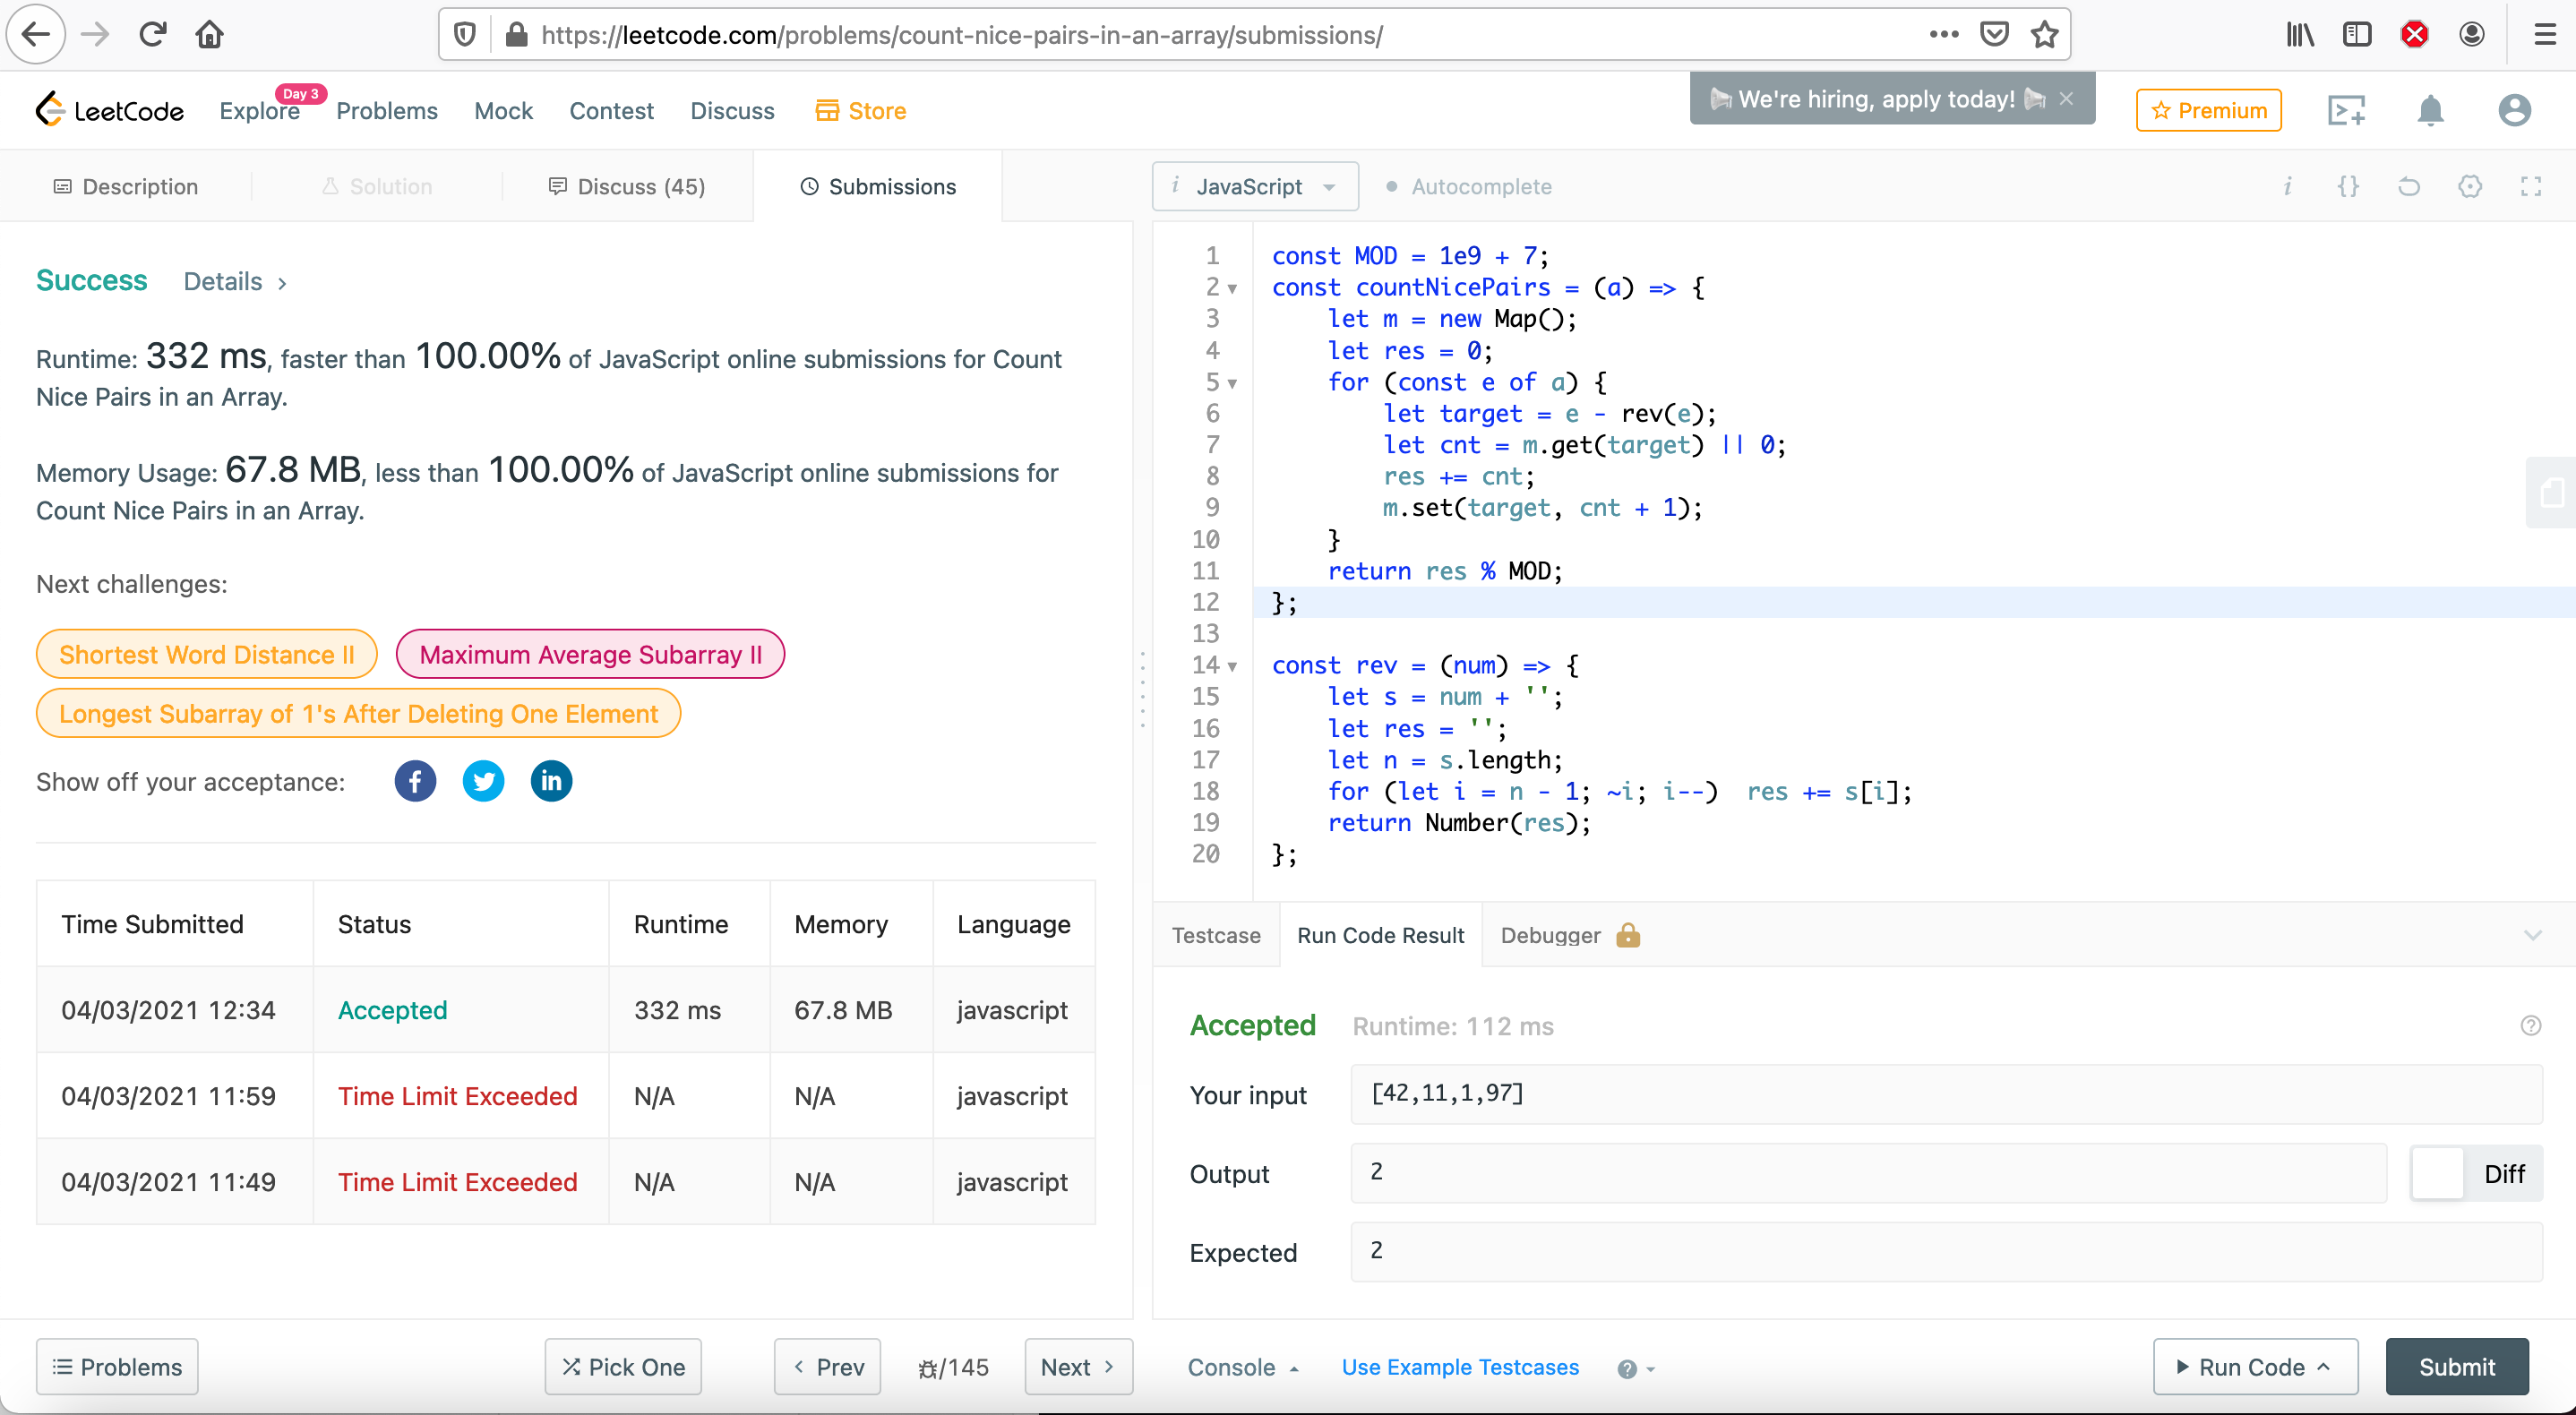 https://leetcode.com/problems/count-nice-pairs-in-an-array/submissions/
LeetCode
Explore
Day 3
Problems
Mock
Contest
Discuss
Store
We're hiring, apply today!
Premium
Description
Solution
Discuss (45)
Submissions
Success Details
Runtime: 332 ms, faster than 100.00% of JavaScript online submissions for Count
Nice Pairs in an Array.
Memory Usage: 67.8 MB, less than 100.00% of JavaScript online submissions for
Count Nice Pairs in an Array.
Next challenges:
Shortest Word Distance II
Maximum Average Subarray II
Longest Subarray of 1's After Deleting One Element
Show off your acceptance:
Time Submitted Status Runtime Memory Language
04/03/2021 12:34 Accepted 332 ms 67.8 MB javascript
04/03/2021 11:59 Time Limit Exceeded N/A N/A javascript
04/03/2021 11:49 Time Limit Exceeded N/A N/A javascript
Problems
Pick One
Prev
/145
Next
i JavaScript
Autocomplete
i {}
1 const MOD = 1e9 + 7;
2 const countNicePairs = (a) => {
3 let m = new Map();
4 let res = 0;
5 for (const e of a) {
6 let target = e - rev(e);
7 let cnt = m.get(target) || 0;
8 res += cnt;
9 m.set(target, cnt + 1);
10 }
11 return res % MOD;
12 };
13
14 const rev = (num) => {
15 let s = num + '';
16 let res = '';
17 let n = s.length;
18 for (let i = n - 1; ~i; i--) res += s[i];
19 return Number(res);
20 };
Testcase
Run Code Result
Debugger
Accepted Runtime: 112 ms
Your input [42,11,1,97]
Output 2
Diff
Expected 2
Console
Use Example Testcases
Run Code
Submit